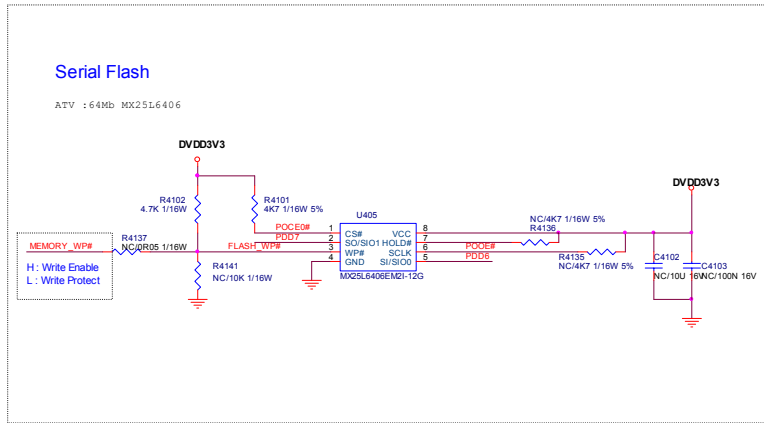 Serial Flash
ATV :64Mb MX25L6406
DVDD3V3
DVDD3V3
R4102
4.7K 1/16W
R4101
4K7 1/16W 5%
U405
NC/4K7 1/16W 5%
R4136
POCE0#
PDD7
FLASH_WP#
1
2
3
4
CS#
SO/SIO1
WP#
GND
VCC
HOLD#
SCLK
SI/SIO0
8
7
6
5
POOE#
PDD6
MX25L6406EM2I-12G
R4135
NC/4K7 1/16W 5%
R4137
MEMORY_WP#
NC/0R05 1/16W
H : Write Enable
L : Write Protect
R4141
NC/10K 1/16W
C4102
NC/10U 16V
C4103
NC/100N 16V